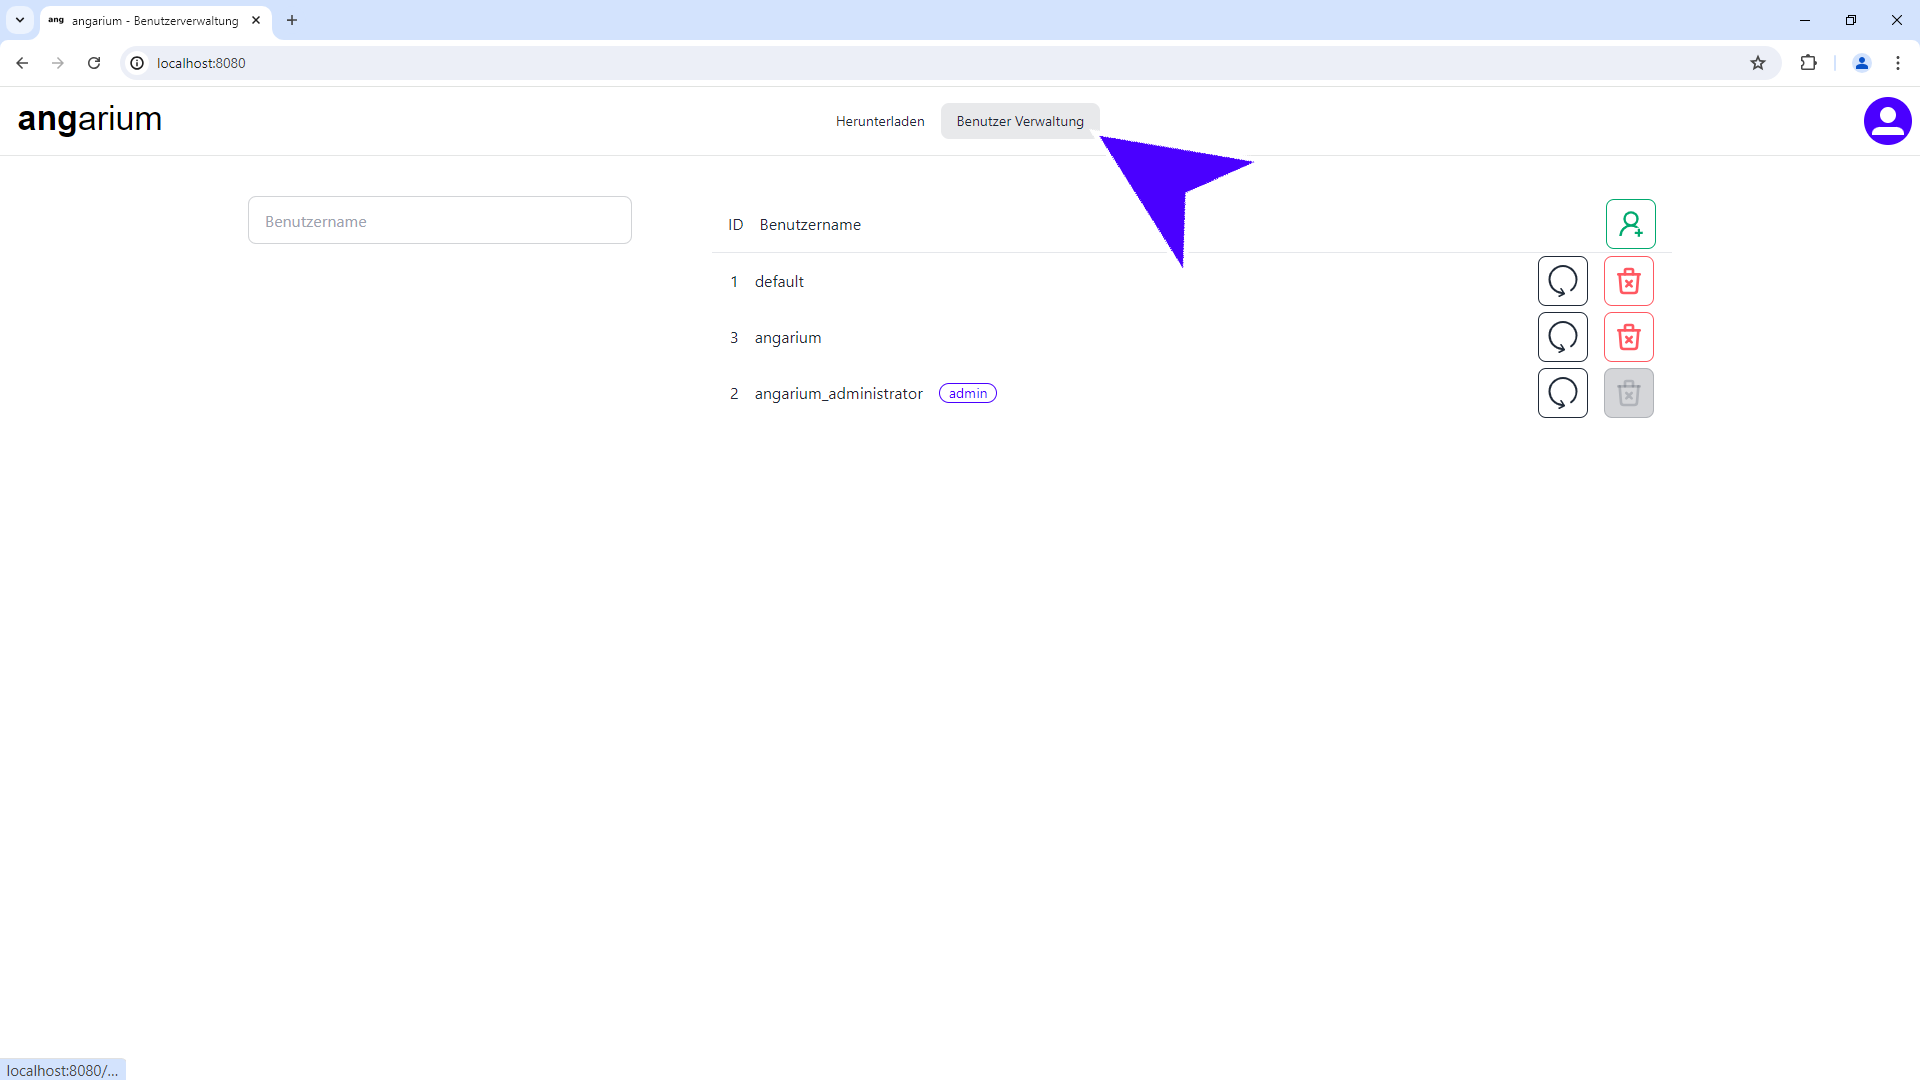 ang angarium - Benutzerverwaltung
localhost:8080
angarium
Herunterladen Benutzer Verwaltung
Benutzername
ID Benutzername
1 default
3 angarium
2 angarium_administrator admin
localhost:8080/...